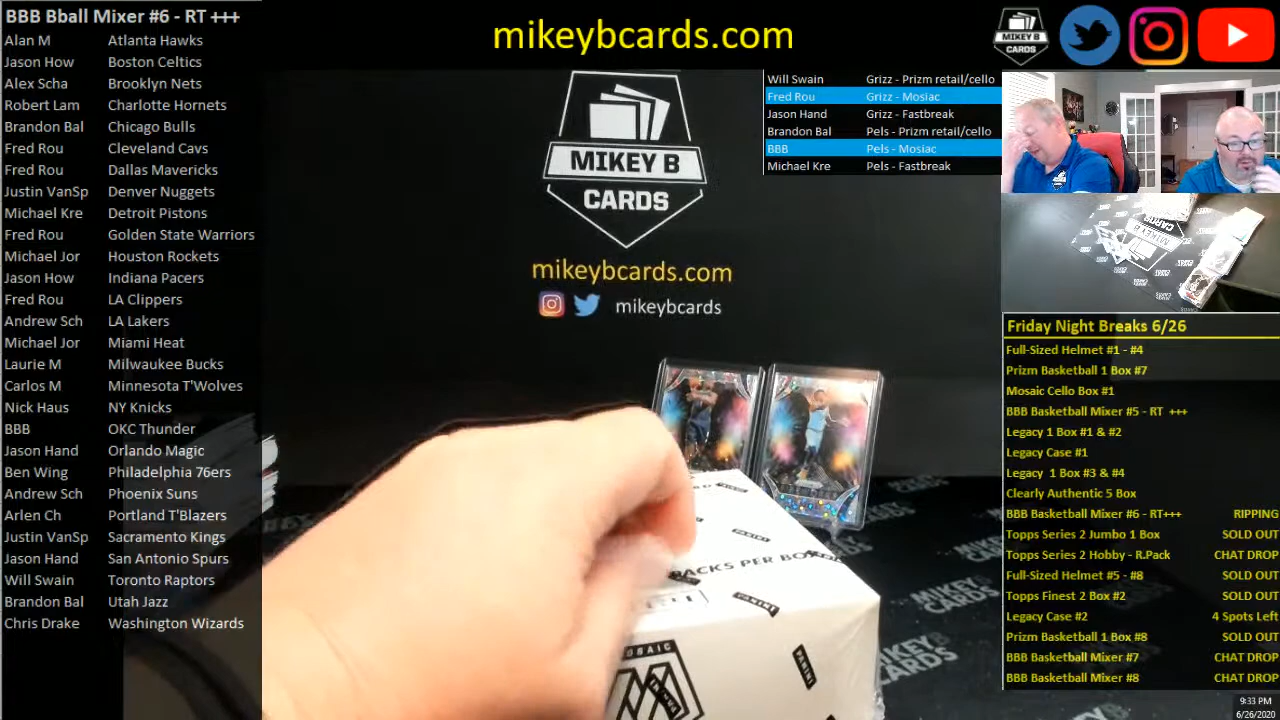 BBB Bball Mixer #6 - RT +++
Alan M Atlanta Hawks
Jason How Boston Celtics
Alex Scha Brooklyn Nets
Robert Lam Charlotte Hornets
Brandon Bal Chicago Bulls
Fred Rou Cleveland Cavs
Fred Rou Dallas Mavericks
Justin VanSp Denver Nuggets
Michael Kre Detroit Pistons
Fred Rou Golden State Warriors
Michael Jor Houston Rockets
Jason How Indiana Pacers
Fred Rou LA Clippers
Andrew Sch LA Lakers
Michael Jor Miami Heat
Laurie M Milwaukee Bucks
Carlos M Minnesota T'Wolves
Nick Haus NY Knicks
BBB OKC Thunder
Jason Hand Orlando Magic
Ben Wing Philadelphia 76ers
Andrew Sch Phoenix Suns
Arlen Ch Portland T'Blazers
Justin VanSp Sacramento Kings
Jason Hand San Antonio Spurs
Will Swain Toronto Raptors
Brandon Bal Utah Jazz
Chris Drake Washington Wizards
mikeybcards.com
MIKEY B
CARDS
mikeybcards.com
mikeybcards
PACKS PER BO
PANINI
PANINI
PANINI
MOSAIC
MIKEY B
CARDS
MIKEY B
CARDS
Will Swain Grizz - Prizm retail/cello
Fred Rou Grizz - Mosiac
Jason Hand Grizz - Fastbreak
Brandon Bal Pels - Prizm retail/cello
BBB Pels - Mosiac
Michael Kre Pels - Fastbreak
MIKEY B
CARDS
Friday Night Breaks 6/26
Full-Sized Helmet #1 - #4
Prizm Basketball 1 Box #7
Mosaic Cello Box #1
BBB Basketball Mixer #5 - RT +++
Legacy 1 Box #1 & #2
Legacy Case #1
Legacy 1 Box #3 & #4
Clearly Authentic 5 Box
BBB Basketball Mixer #6 - RT+++ RIPPING
Topps Series 2 Jumbo 1 Box SOLD OUT
Topps Series 2 Hobby - R.Pack CHAT DROP
Full-Sized Helmet #5 - #8 SOLD OUT
Topps Finest 2 Box #2 SOLD OUT
Legacy Case #2 4 Spots Left
Prizm Basketball 1 Box #8 SOLD OUT
BBB Basketball Mixer #7 CHAT DROP
BBB Basketball Mixer #8 CHAT DROP
9:33 PM
6/26/2020